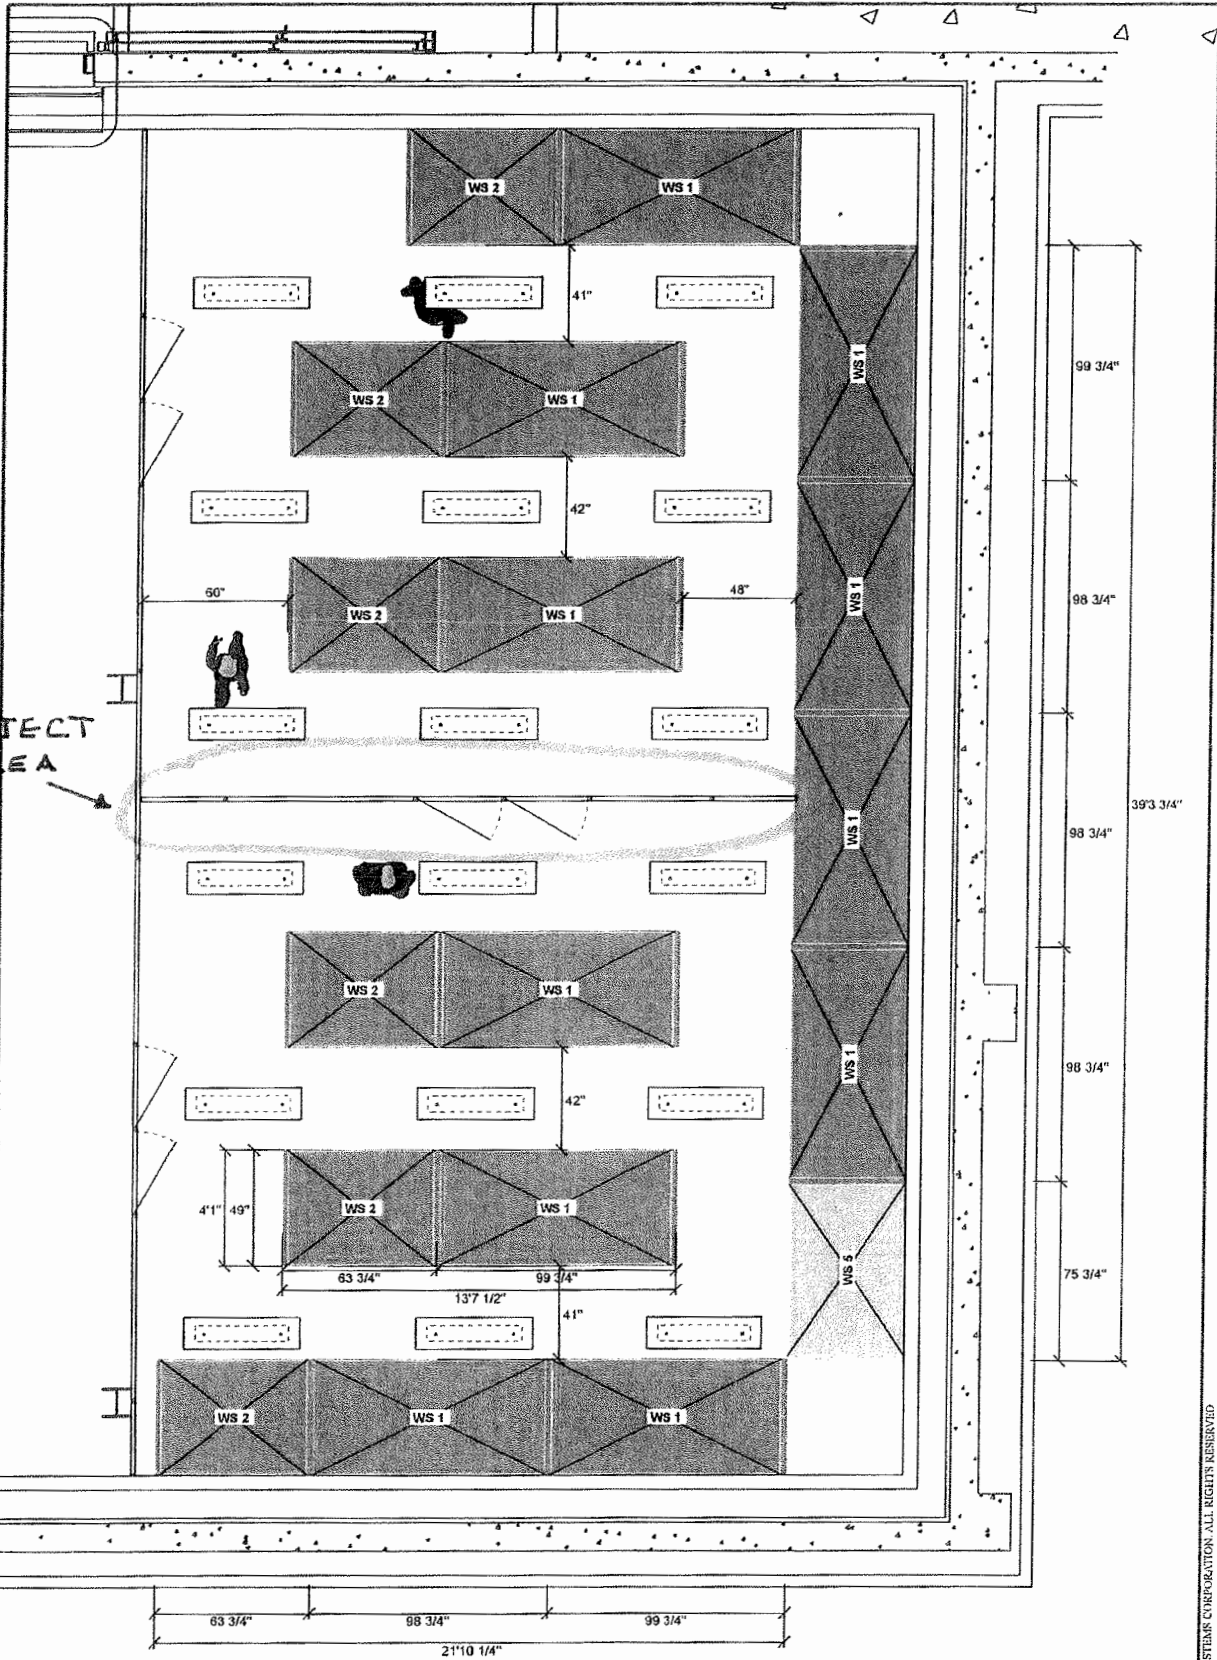 WS 2
WS 1
41"
99 3/4"
WS 1
WS 2
WS 1
42"
60"
48"
WS 2
WS 1
98 3/4"
WS 1
TECT
EA
39'3 3/4"
98 3/4"
WS 1
WS 2
WS 1
98 3/4"
WS 1
42"
4'1"
49"
WS 2
WS 1
63 3/4"
99 3/4"
13'7 1/2"
41"
75 3/4"
WS 5
WS 2
WS 1
WS 1
63 3/4"
98 3/4"
99 3/4"
21'10 1/4"
STEMS CORPORATION. ALL RIGHTS RESERVED